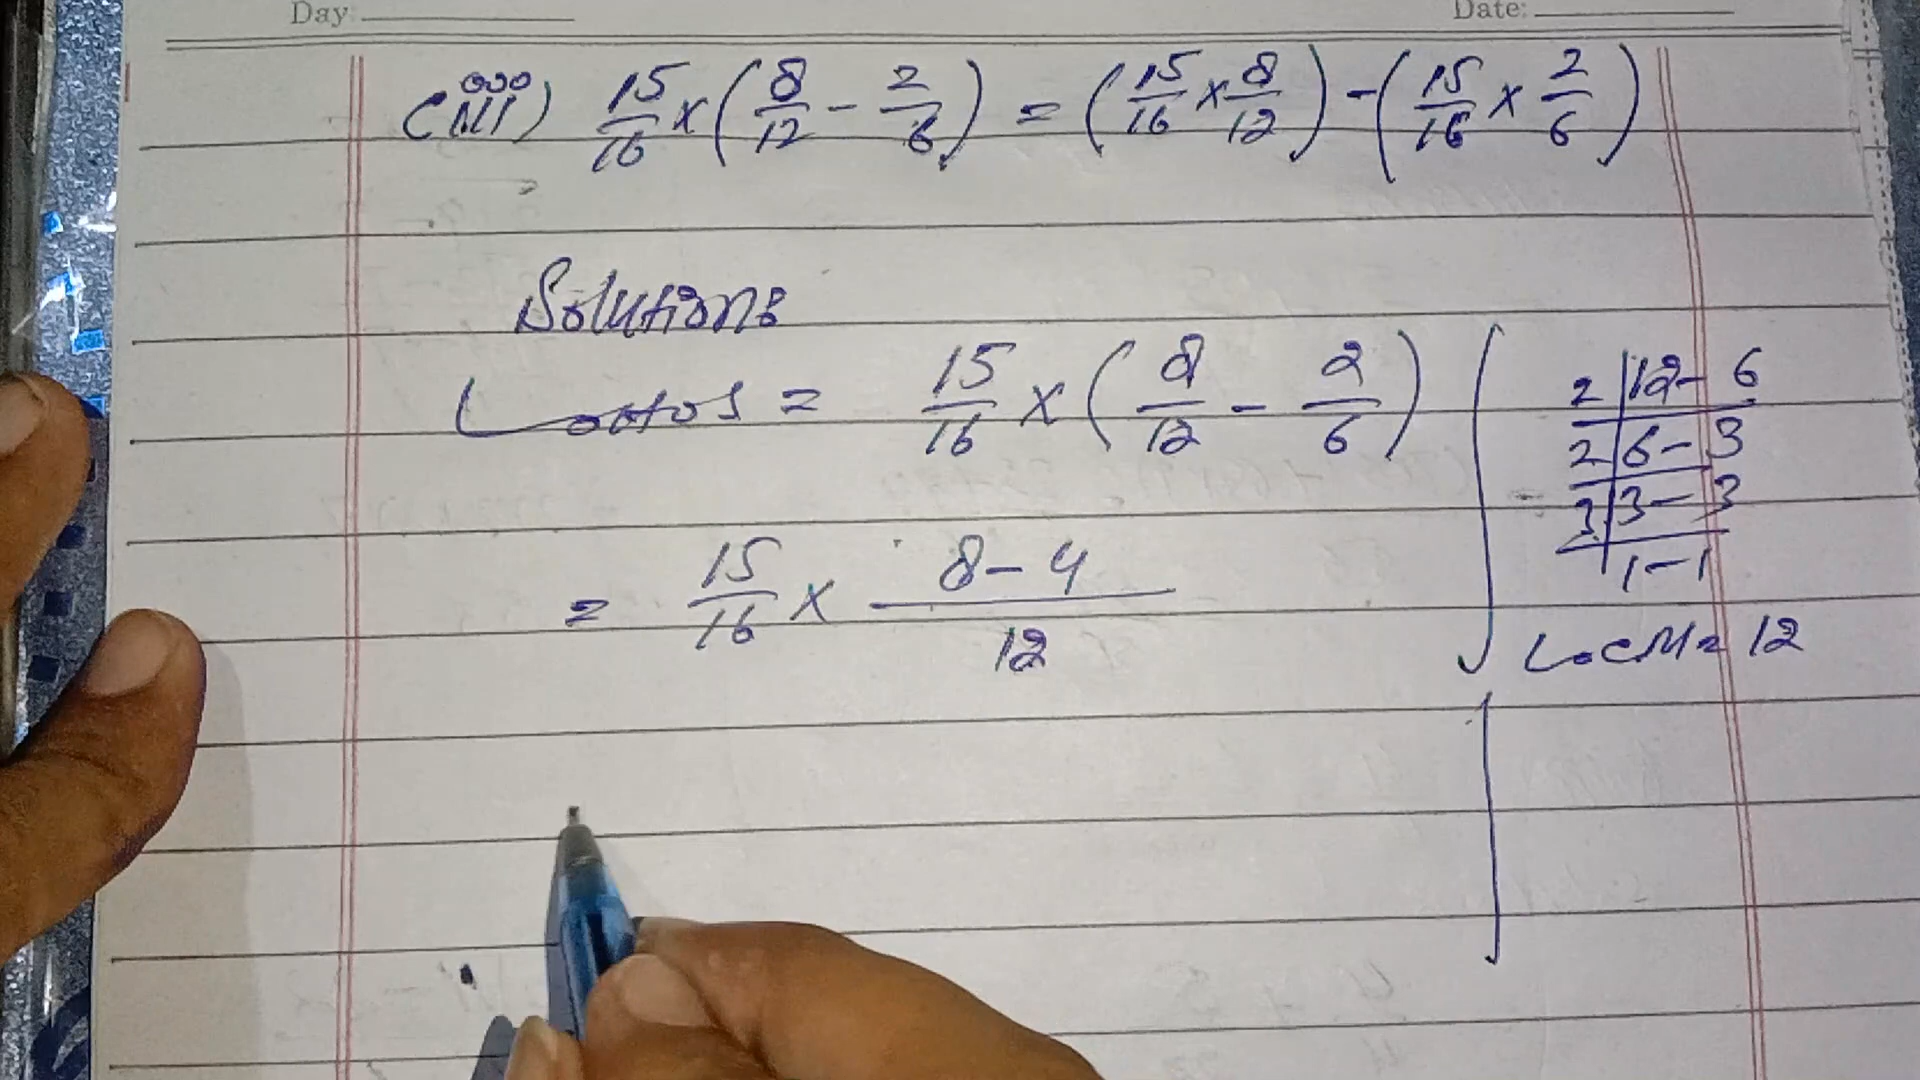 Day: Date:
(viii) 15/16 × (8/12 - 2/6) = (15/16 × 8/12) - (15/16 × 2/6)
Solution:
L.H.S = 15/16 × (8/12 - 2/6)
= 15/16 × 8-4/12
2 | 12 - 6
2 | 6 - 3
3 | 3 - 3
1 - 1
L.C.M = 12